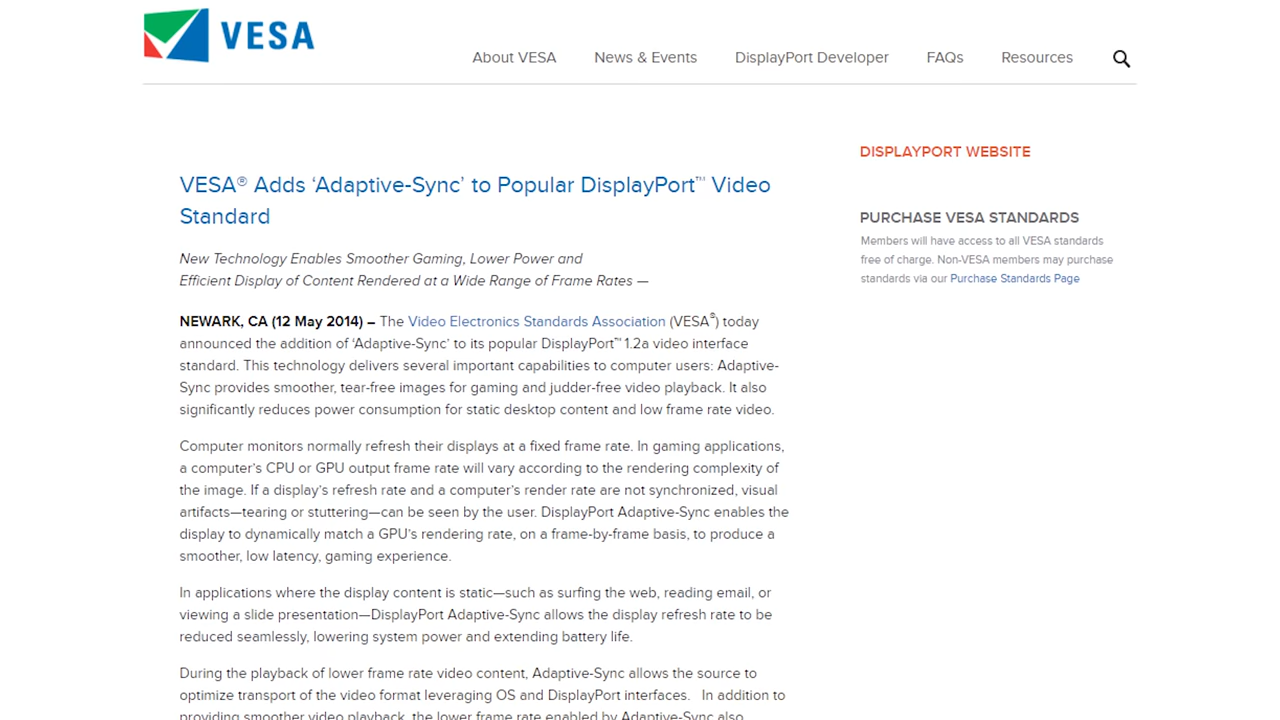 VESA
About VESA
News & Events
DisplayPort Developer
FAQs
Resources
VESA® Adds ‘Adaptive-Sync’ to Popular DisplayPort™ Video
Standard
New Technology Enables Smoother Gaming, Lower Power and
Efficient Display of Content Rendered at a Wide Range of Frame Rates —
NEWARK, CA (12 May 2014) – The Video Electronics Standards Association (VESA®) today
announced the addition of ‘Adaptive-Sync’ to its popular DisplayPort™ 1.2a video interface
standard. This technology delivers several important capabilities to computer users: Adaptive-
Sync provides smoother, tear-free images for gaming and judder-free video playback. It also
significantly reduces power consumption for static desktop content and low frame rate video.
Computer monitors normally refresh their displays at a fixed frame rate. In gaming applications,
a computer’s CPU or GPU output frame rate will vary according to the rendering complexity of
the image. If a display’s refresh rate and a computer’s render rate are not synchronized, visual
artifacts—tearing or stuttering—can be seen by the user. DisplayPort Adaptive-Sync enables the
display to dynamically match a GPU’s rendering rate, on a frame-by-frame basis, to produce a
smoother, low latency, gaming experience.
In applications where the display content is static—such as surfing the web, reading email, or
viewing a slide presentation—DisplayPort Adaptive-Sync allows the display refresh rate to be
reduced seamlessly, lowering system power and extending battery life.
During the playback of lower frame rate video content, Adaptive-Sync allows the source to
optimize transport of the video format leveraging OS and DisplayPort interfaces. In addition to
providing smoother video playback, the lower frame rate enabled by Adaptive-Sync also
DISPLAYPORT WEBSITE
PURCHASE VESA STANDARDS
Members will have access to all VESA standards
free of charge. Non-VESA members may purchase
standards via our Purchase Standards Page